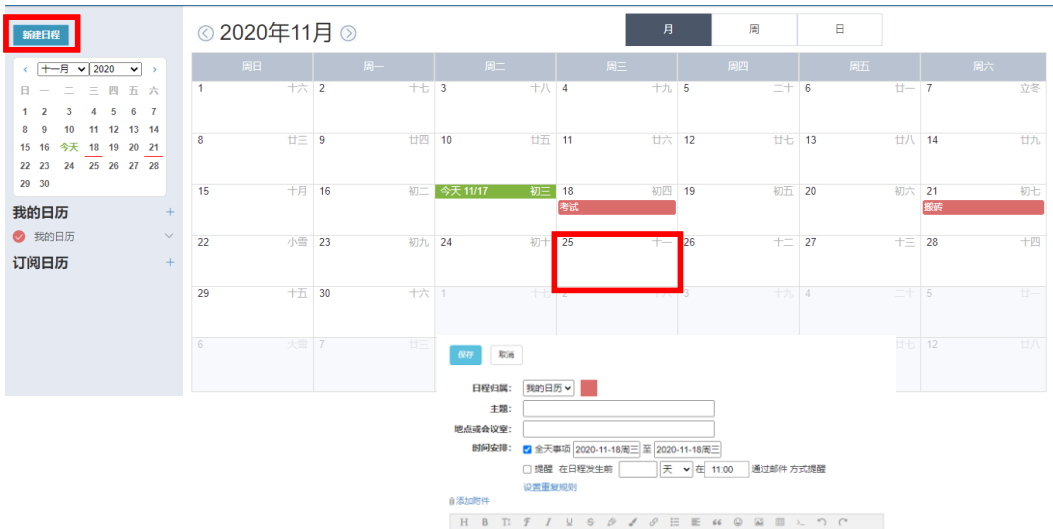 新建日程
2020年11月
月 周 日
十一月 2020
日 一 二 三 四 五 六
1 2 3 4 5 6 7
8 9 10 11 12 13 14
15 16 今天 18 19 20 21
22 23 24 25 26 27 28
29 30
我的日历
我的日历
订阅日历
周日 周一 周二 周三 周四 周五 周六
1 十六 2 十七 3 十八 4 十九 5 二十 6 廿一 7 立冬
8 廿三 9 廿四 10 廿五 11 廿六 12 廿七 13 廿八 14 廿九
15 十月 16 初二 今天 11/17 初三 18 初四 19 初五 20 初六 21 初七
考试 搬砖
22 小雪 23 初九 24 初十 25 十一 26 十二 27 十三 28 十四
29 十五 30 十六 1 十七 2 十八 3 十九 4 二十 5 廿一
6 大雪 7 廿三 廿七 12 廿八
保存 取消
日程归属: 我的日历
主题:
地点或会议室:
时间安排: 全天事项 2020-11-18周三 至 2020-11-18周三
提醒 在日程发生前 天 在 11:00 通过邮件 方式提醒
设置重复规则
添加附件